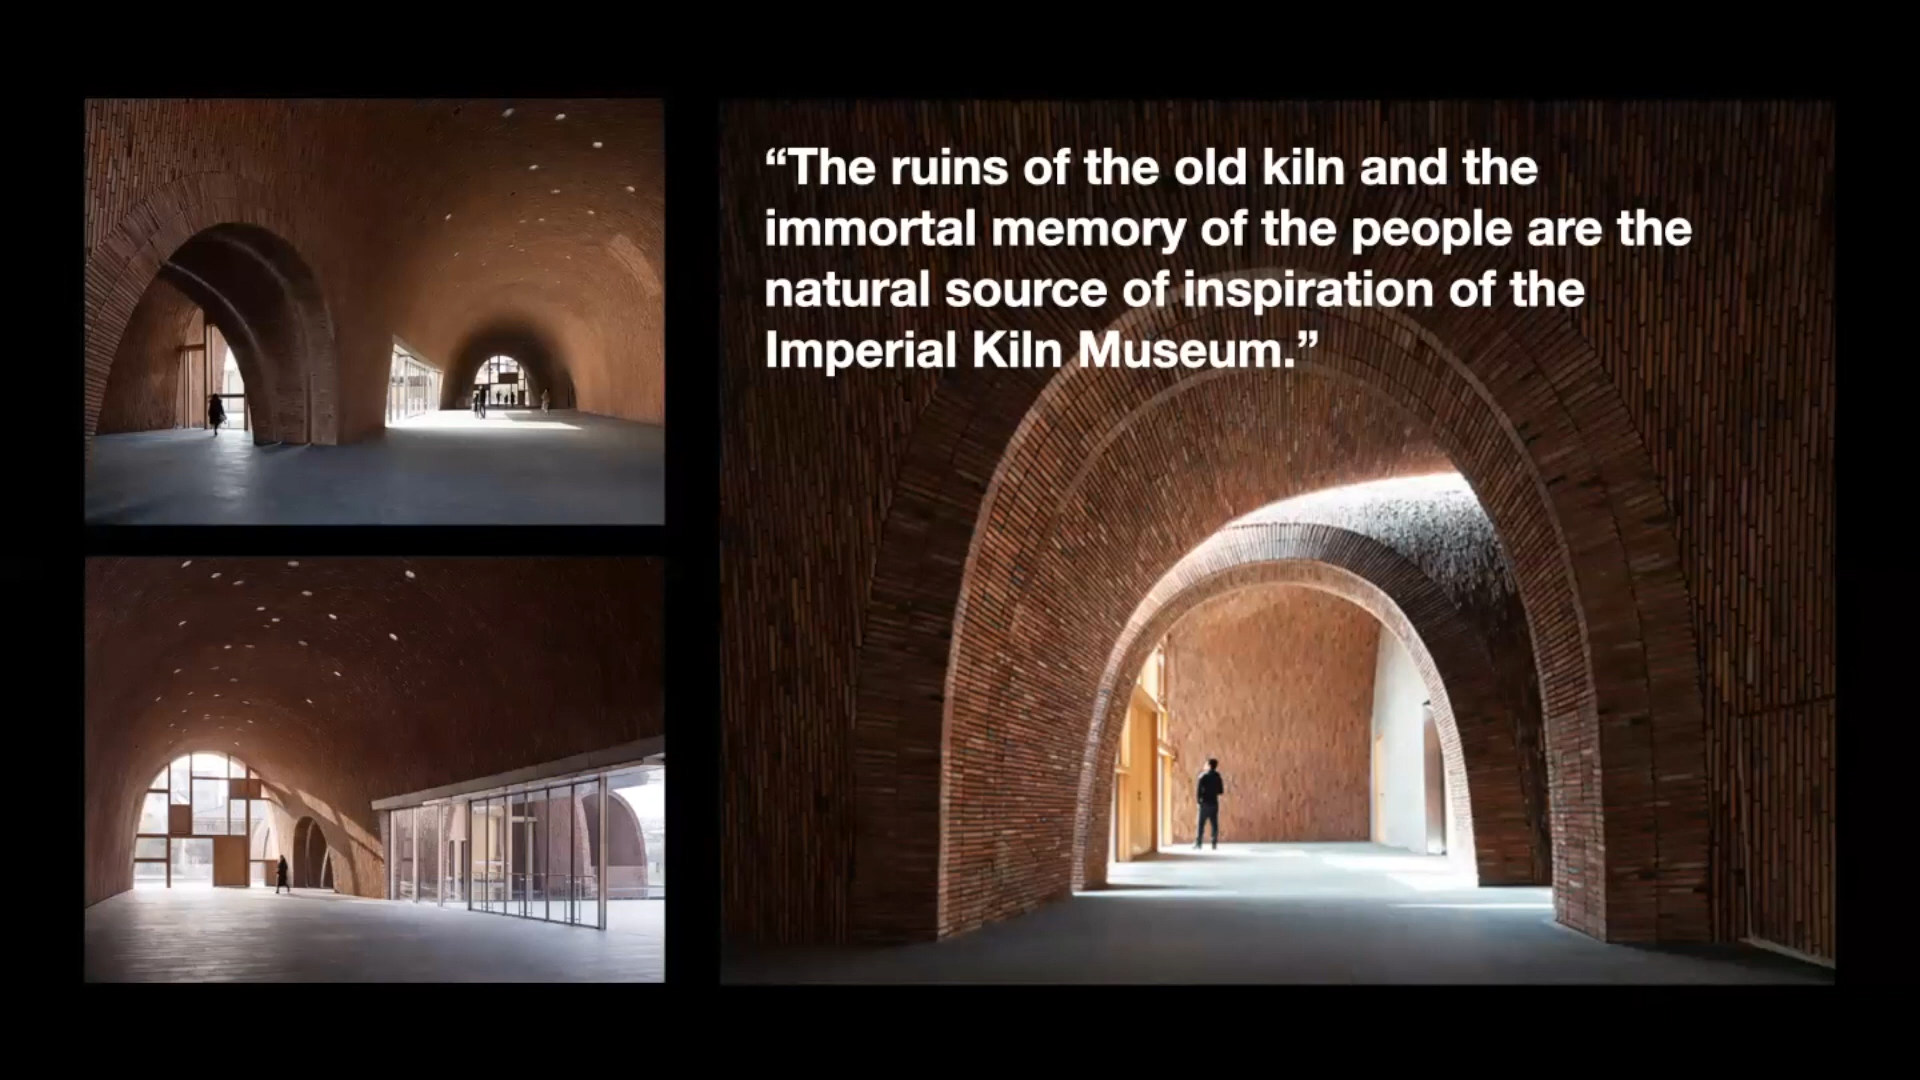 “The ruins of the old kiln and the
immortal memory of the people are the
natural source of inspiration of the
Imperial Kiln Museum.”